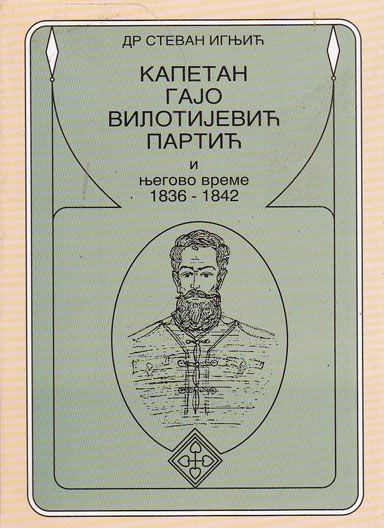 ДР СТЕВАН ИГЊИЋ
КАПЕТАН
ГАЈО
ВИЛОТИЈЕВИЋ
ПАРТИЋ
и
његово време
1836 - 1842